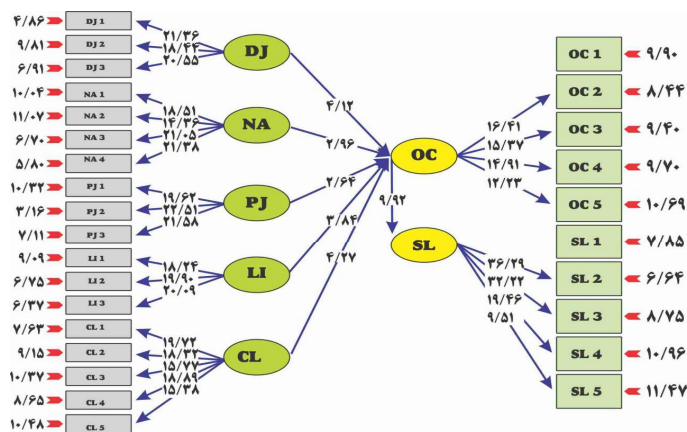 ۴/۸۶ DJ 1
۹/۸۱ DJ 2
۶/۹۱ DJ 3
۱۰/۰۴ NA 1
۱۱/۰۷ NA 2
۶/۷۰ NA 3
۵/۸۰ NA 4
۱۰/۳۲ PJ 1
۳/۱۶ PJ 2
۷/۱۱ PJ 3
۹/۰۹ LI 1
۶/۷۵ LI 2
۶/۳۷ LI 3
۷/۶۳ CL 1
۹/۱۵ CL 2
۱۰/۳۷ CL 3
۸/۶۵ CL 4
۱۰/۴۸ CL 5
۲۱/۳۶
۱۸/۴۴
۲۰/۵۵
DJ
۱۸/۵۱
۱۴/۳۶
۲۱/۰۵
۲۱/۳۸
NA
۱۹/۶۲
۲۲/۵۱
۲۱/۵۸
PJ
۱۸/۲۴
۱۹/۹۰
۲۰/۰۹
LI
۱۹/۷۲
۱۸/۳۲
۱۵/۷۷
۱۸/۸۹
۱۵/۳۸
CL
۴/۱۲
۲/۹۶
۲/۶۴
۳/۸۴
۴/۲۷
OC
۹/۹۲
SL
۱۶/۴۱
۱۵/۳۷
۱۴/۹۱
۱۲/۲۳
۳۶/۲۹
۳۲/۲۲
۱۹/۴۶
۹/۵۱
OC 1 ۹/۹۰
OC 2 ۸/۴۴
OC 3 ۹/۴۰
OC 4 ۹/۷۰
OC 5 ۱۰/۶۹
SL 1 ۷/۸۵
SL 2 ۶/۶۴
SL 3 ۸/۷۵
SL 4 ۱۰/۹۶
SL 5 ۱۱/۴۷